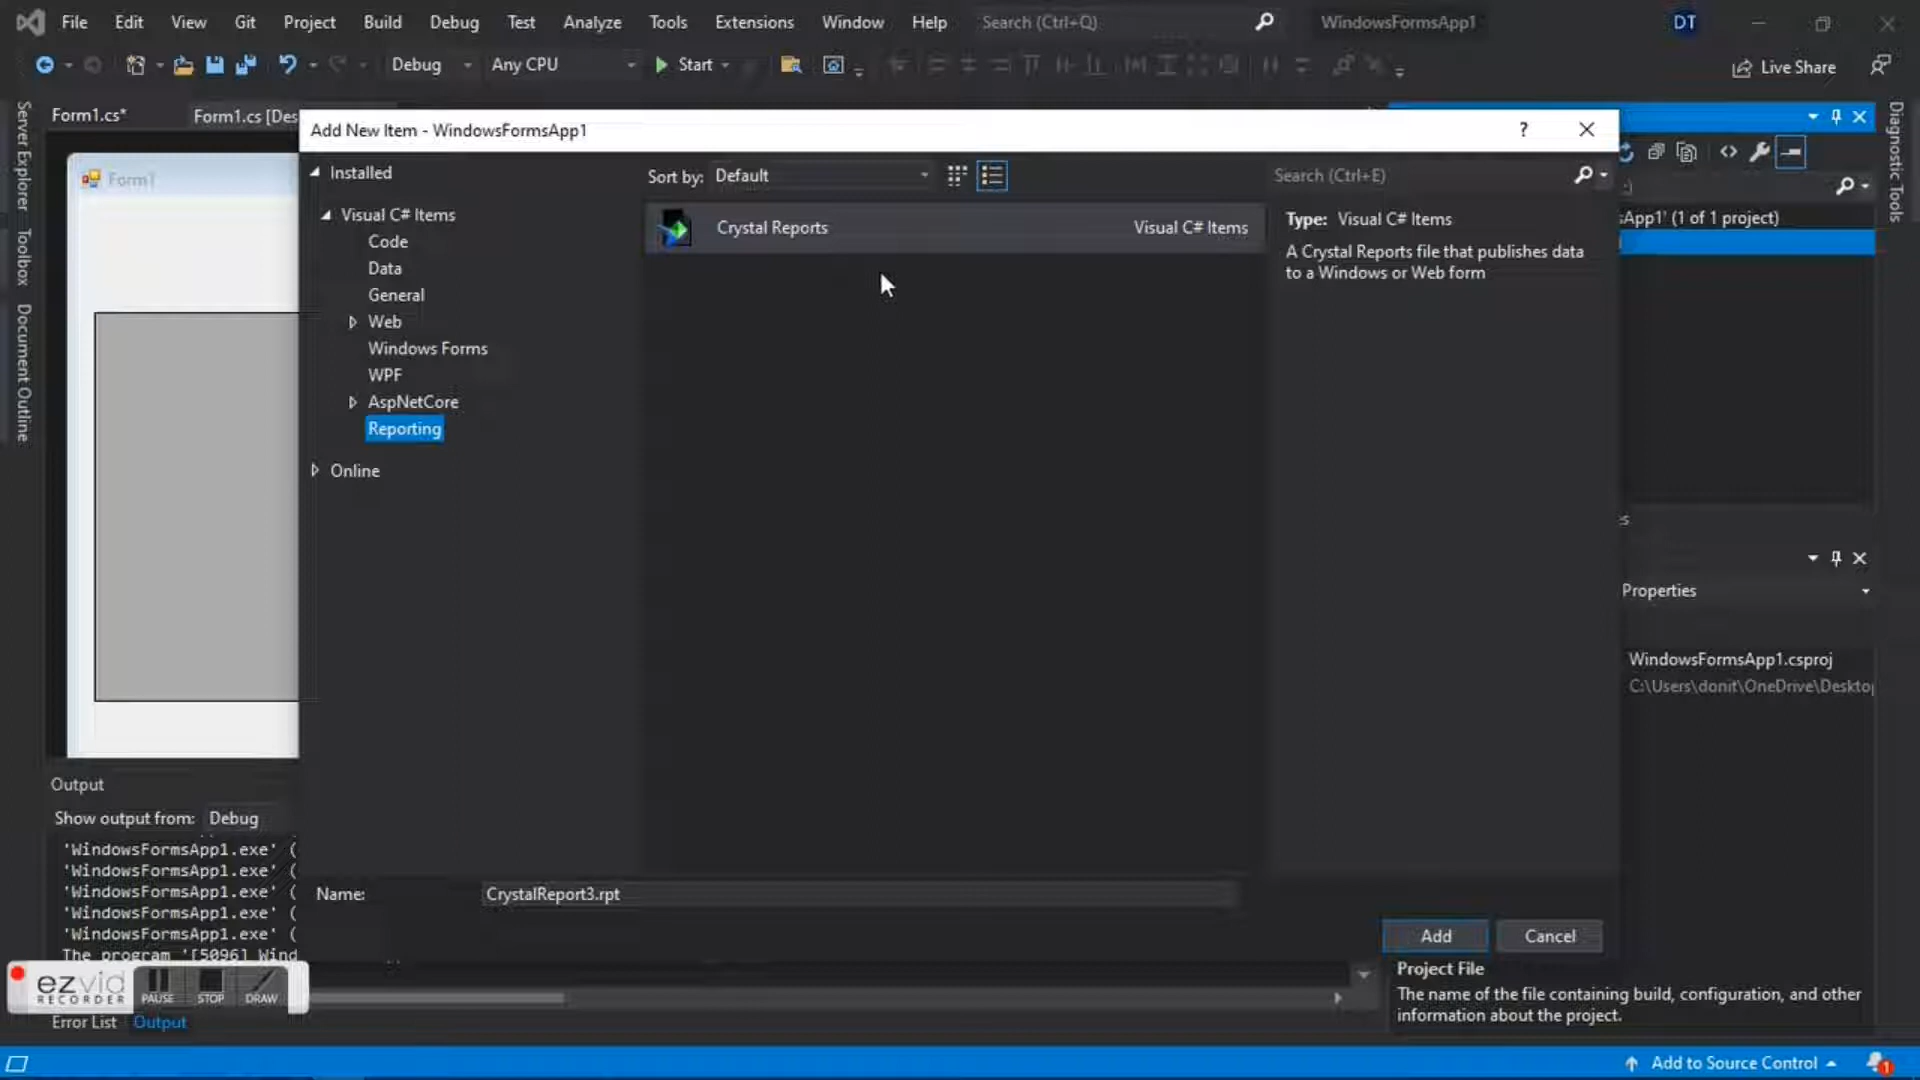 File Edit View Git Project Build Debug Test Analyze Tools Extensions Window Help Search (Ctrl+Q) WindowsFormsApp1 DT
Debug Any CPU Start Live Share
Form1.cs* Form1.cs [Des
Add New Item - WindowsFormsApp1 ?
Server Explorer
Toolbox
Document Outline
Diagnostic Tools
Form1
Installed
Visual C# Items
Code
Data
General
Web
Windows Forms
WPF
AspNetCore
Reporting
Online
Sort by: Default
Search (Ctrl+E)
Crystal Reports Visual C# Items
Type: Visual C# Items
A Crystal Reports file that publishes data
to a Windows or Web form
App1' (1 of 1 project)
Properties
WindowsFormsApp1.csproj
C:\Users\donit\OneDrive\Desktop
Output
Show output from: Debug
'WindowsFormsApp1.exe' (
'WindowsFormsApp1.exe' (
'WindowsFormsApp1.exe' (
'WindowsFormsApp1.exe' (
'WindowsFormsApp1.exe' (
The program '[5096] Wind
Name: CrystalReport3.rpt
Add Cancel
Project File
The name of the file containing build, configuration, and other
information about the project.
ezvid
RECORDER
PAUSE STOP DRAW
Error List Output
Add to Source Control 1